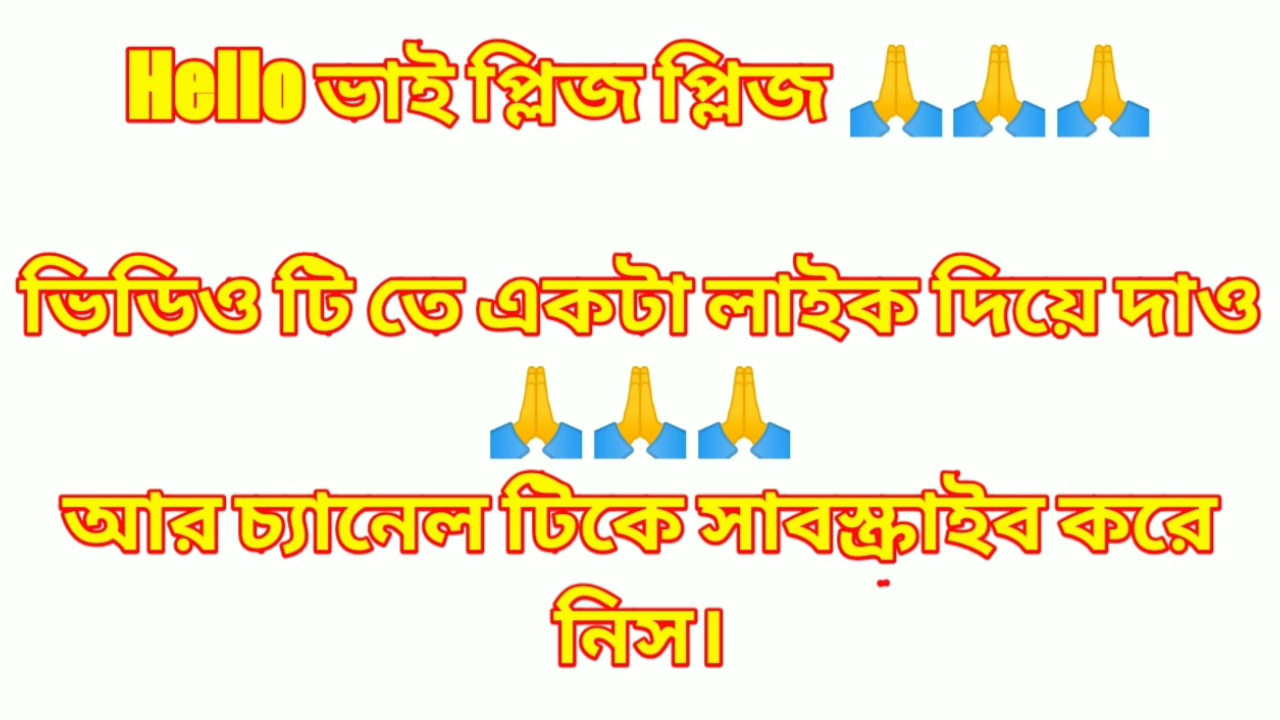 Hello ভাই প্লিজ প্লিজ 🙏🙏🙏
ভিডিও টি তে একটা লাইক দিয়ে দাও
🙏🙏🙏
আর চ্যানেল টিকে সাবস্ক্রাইব করে
নিস।